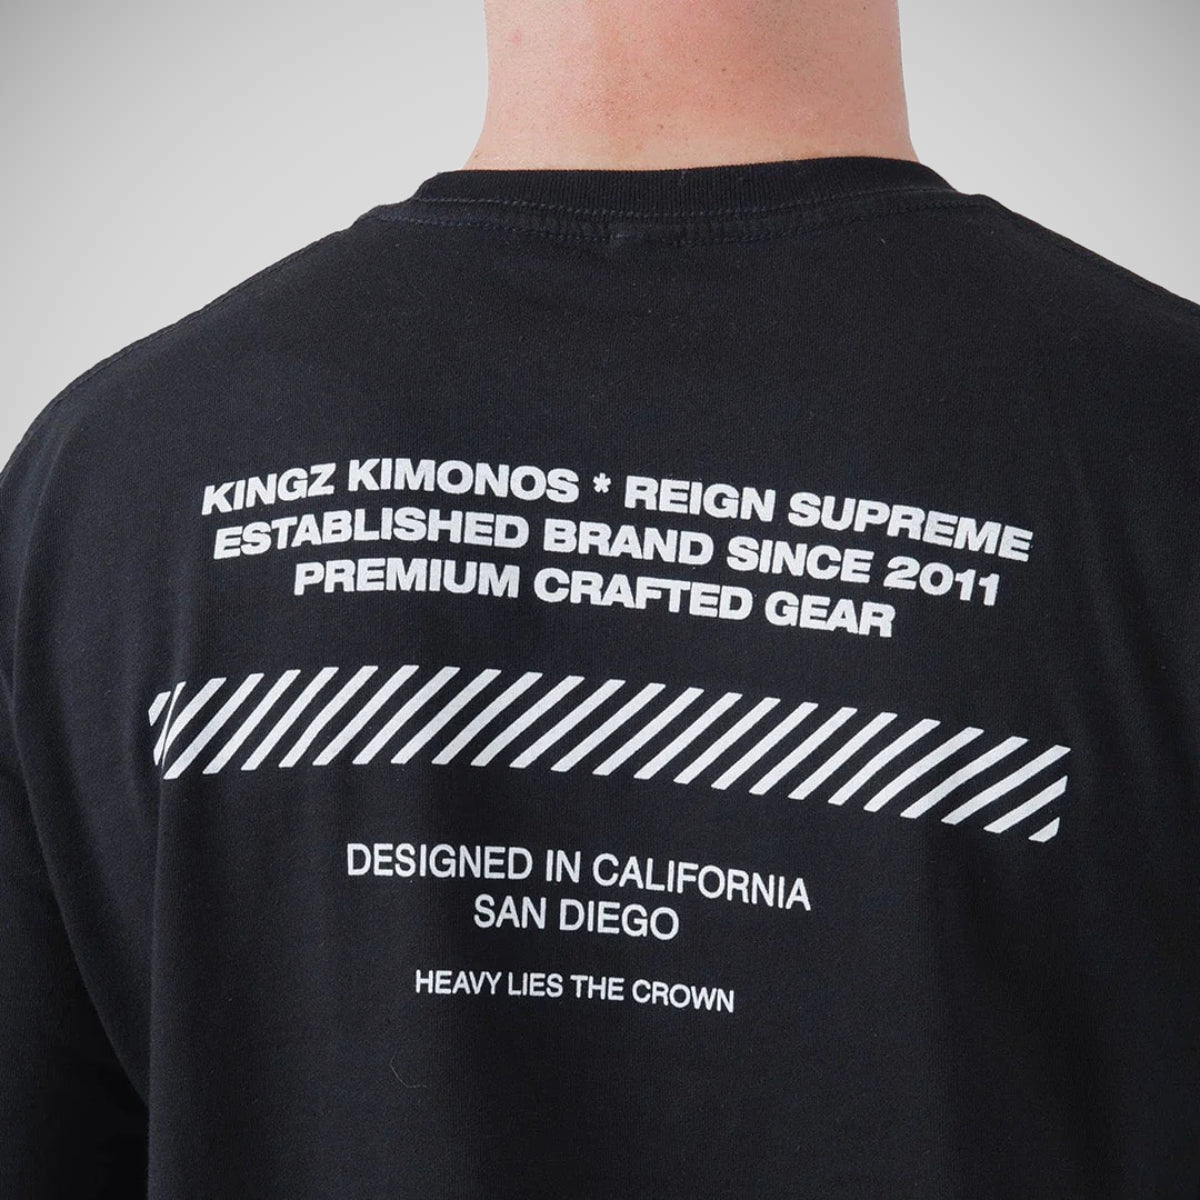 KINGZ KIMONOS * REIGN SUPREME
ESTABLISHED BRAND SINCE 2011
PREMIUM CRAFTED GEAR
DESIGNED IN CALIFORNIA
SAN DIEGO
HEAVY LIES THE CROWN